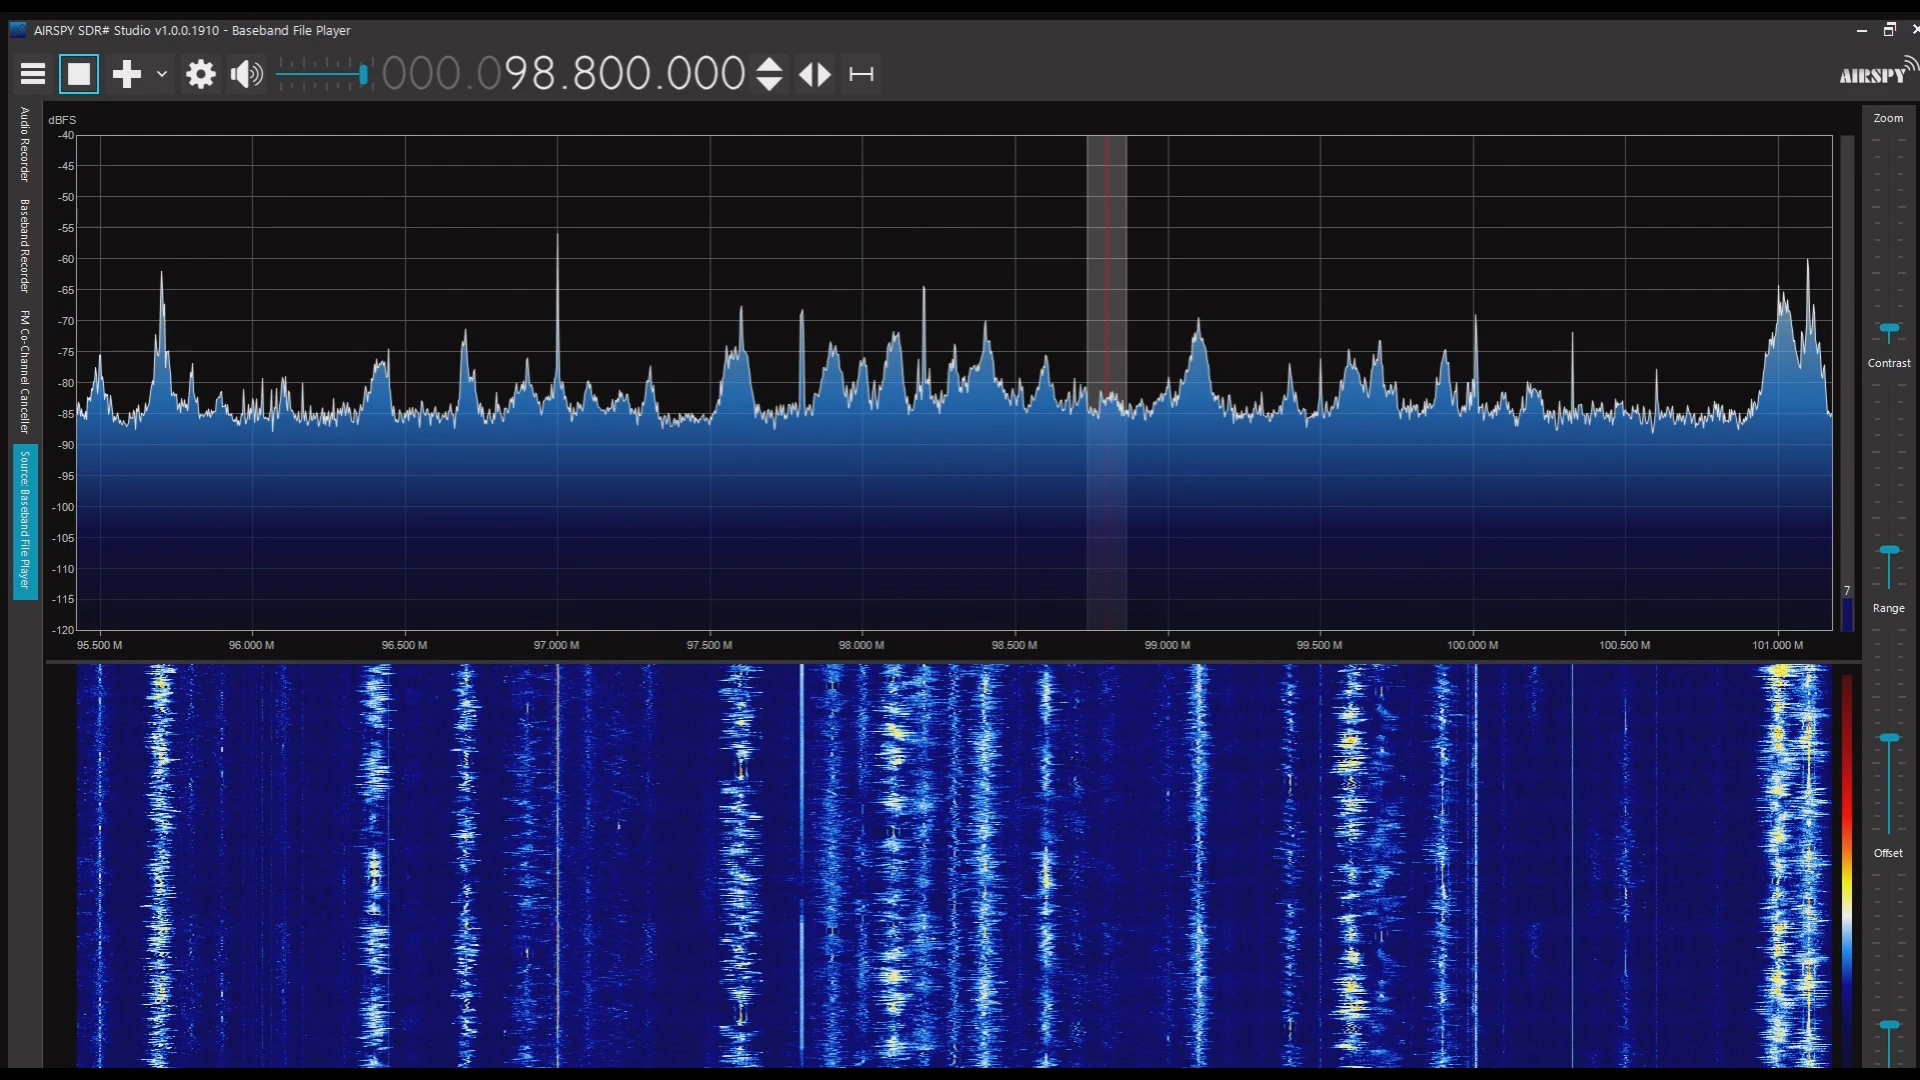 AIRSPY SDR# Studio v1.0.0.1910 - Baseband File Player
000.098.800.000
AIRSPY
Audio Recorder
Baseband Recorder
FM Co-Channel Canceller
Source: Baseband File Player
dBFS
-40
-45
-50
-55
-60
-65
-70
-75
-80
-85
-90
-95
-100
-105
-110
-115
-120
95.500 M 96.000 M 96.500 M 97.000 M 97.500 M 98.000 M 98.500 M 99.000 M 99.500 M 100.000 M 100.500 M 101.000 M
7
Zoom
Contrast
Range
Offset